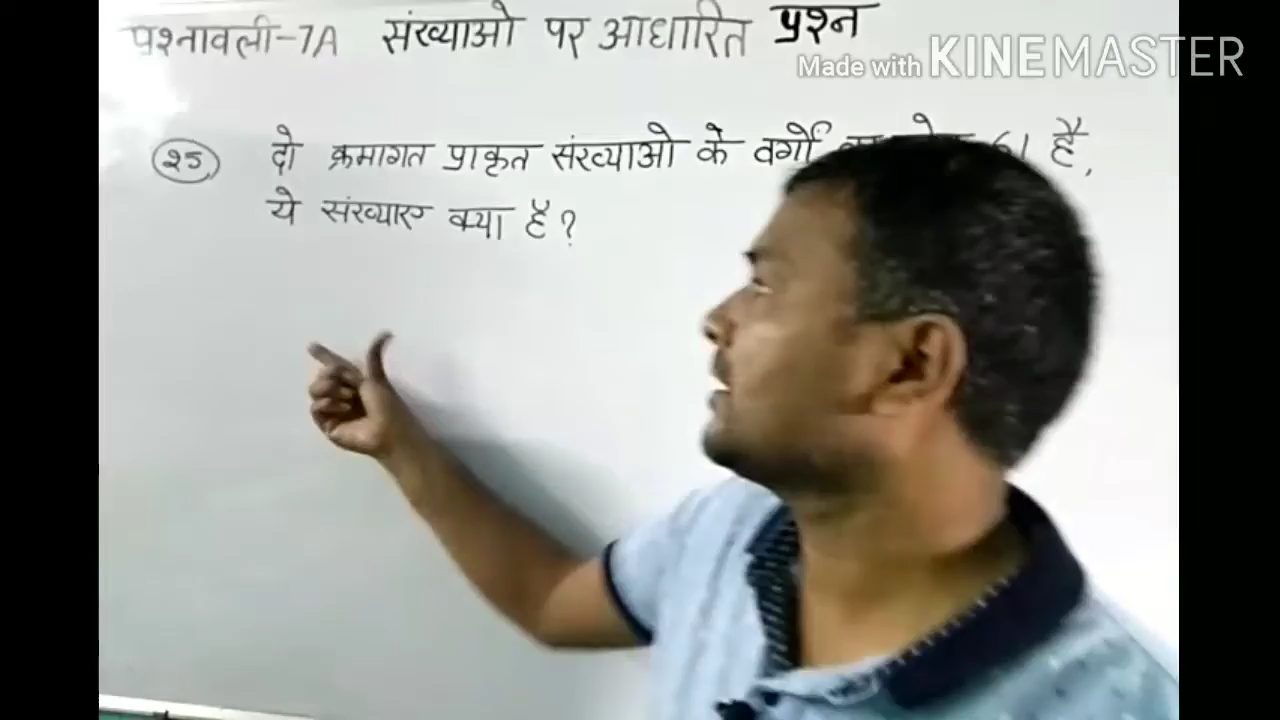 प्रश्नावली-7A संख्याओ पर आधारित प्रश्न
Made with KINEMASTER
25 दो क्रमागत प्राकृत संख्याओ के वर्गों 61 है,
ये संख्याए क्या है?